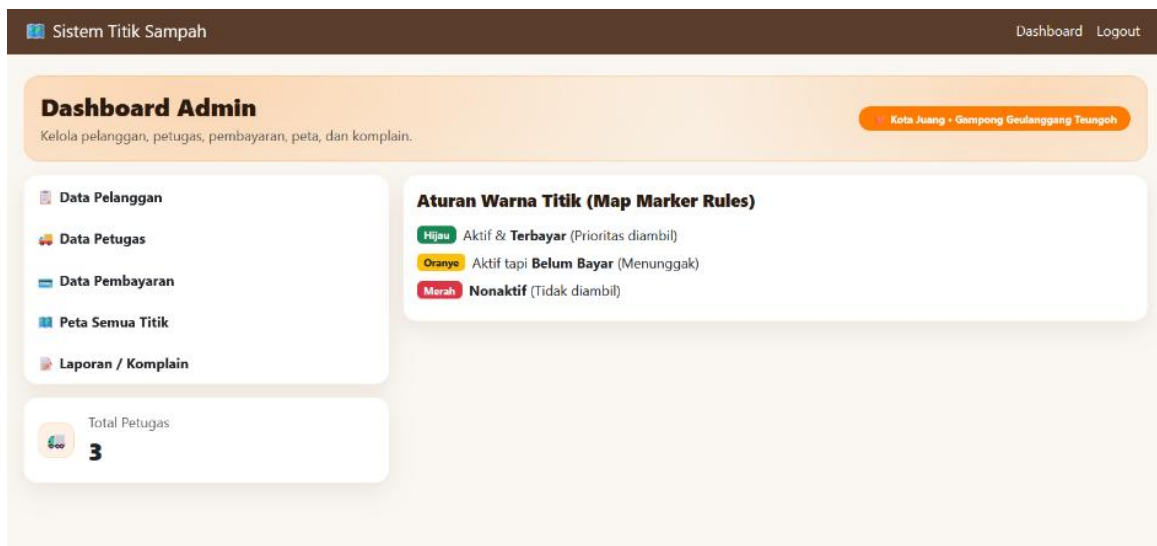 Sistem Titik Sampah
Dashboard Logout
Dashboard Admin
Kelola pelanggan, petugas, pembayaran, peta, dan komplain.
Kota Juang • Gampong Geulanggang Teungoh
Data Pelanggan
Data Petugas
Data Pembayaran
Peta Semua Titik
Laporan / Komplain
Total Petugas
3
Aturan Warna Titik (Map Marker Rules)
Hijau Aktif & Terbayar (Prioritas diambil)
Oranye Aktif tapi Belum Bayar (Menunggak)
Merah Nonaktif (Tidak diambil)